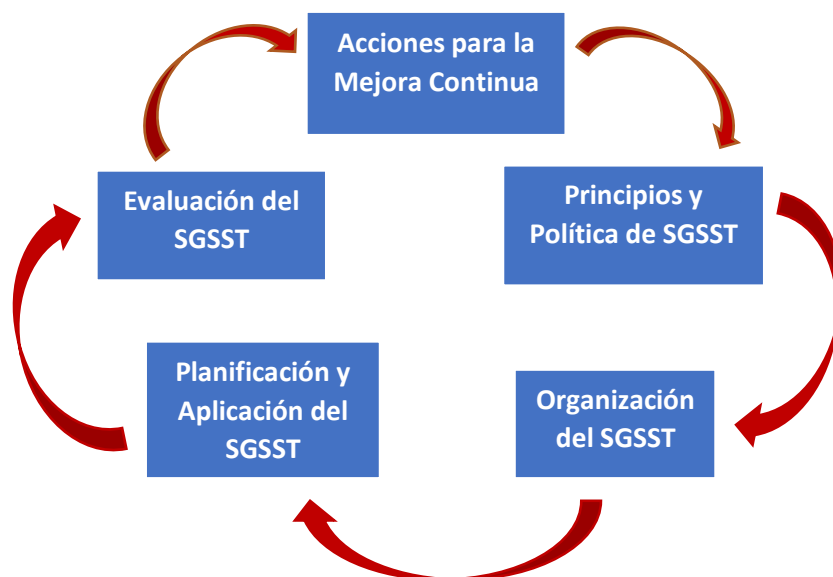 Acciones para la
Mejora Continua
Evaluación del
SGSST
Principios y
Política de SGSST
Planificación y
Aplicación del
SGSST
Organización
del SGSST